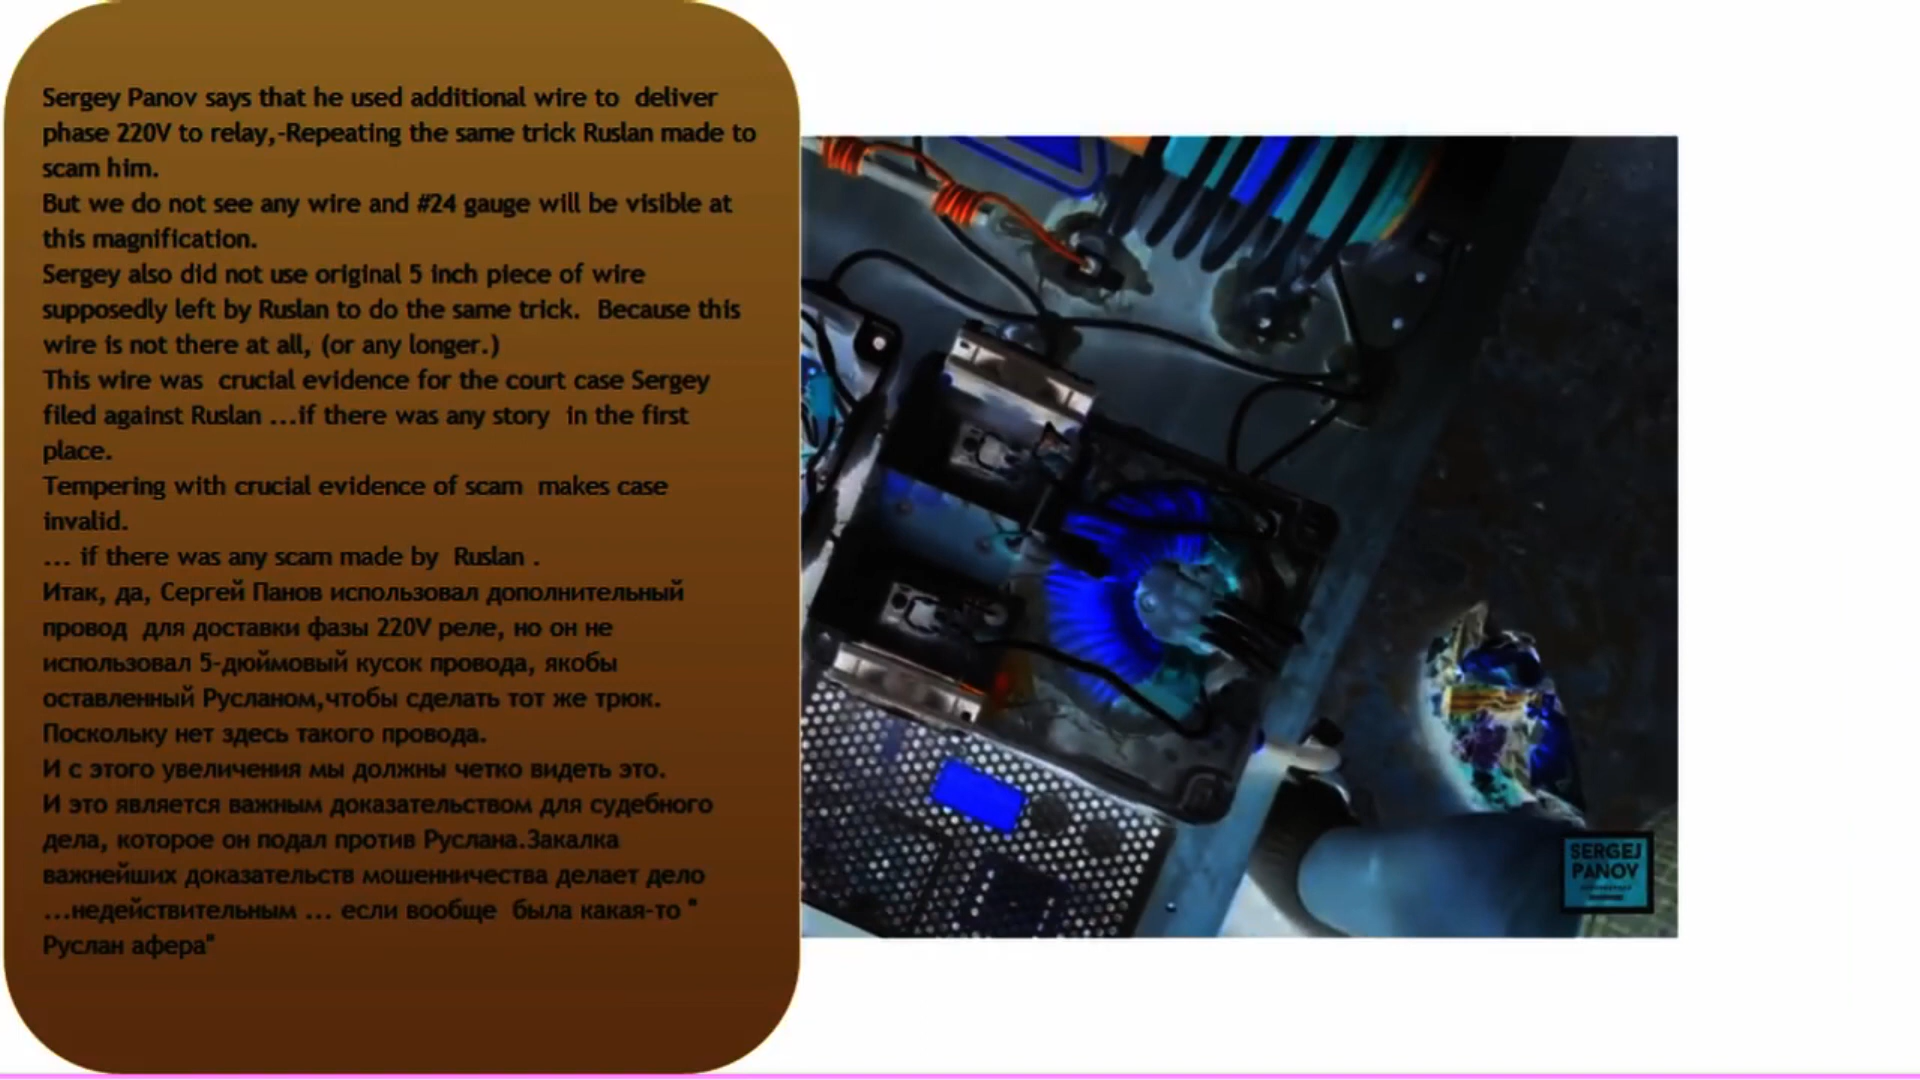 Sergey Panov says that he used additional wire to deliver
phase 220V to relay,-Repeating the same trick Ruslan made to
scam him.
But we do not see any wire and #24 gauge will be visible at
this magnification.
Sergey also did not use original 5 inch piece of wire
supposedly left by Ruslan to do the same trick. Because this
wire is not there at all, (or any longer.)
This wire was crucial evidence for the court case Sergey
filed against Ruslan ...if there was any story in the first
place.
Tempering with crucial evidence of scam makes case
invalid.
... if there was any scam made by Ruslan .
Итак, да, Сергей Панов использовал дополнительный
провод для доставки фазы 220V реле, но он не
использовал 5-дюймовый кусок провода, якобы
оставленный Русланом,чтобы сделать тот же трюк.
Поскольку нет здесь такого провода.
И с этого увеличения мы должны четко видеть это.
И это является важным доказательством для судебного
дела, которое он подал против Руслана.Закалка
важнейших доказательств мошенничества делает дело
...недействительным ... если вообще была какая-то "
Руслан афера"
SERGEJ
PANOV